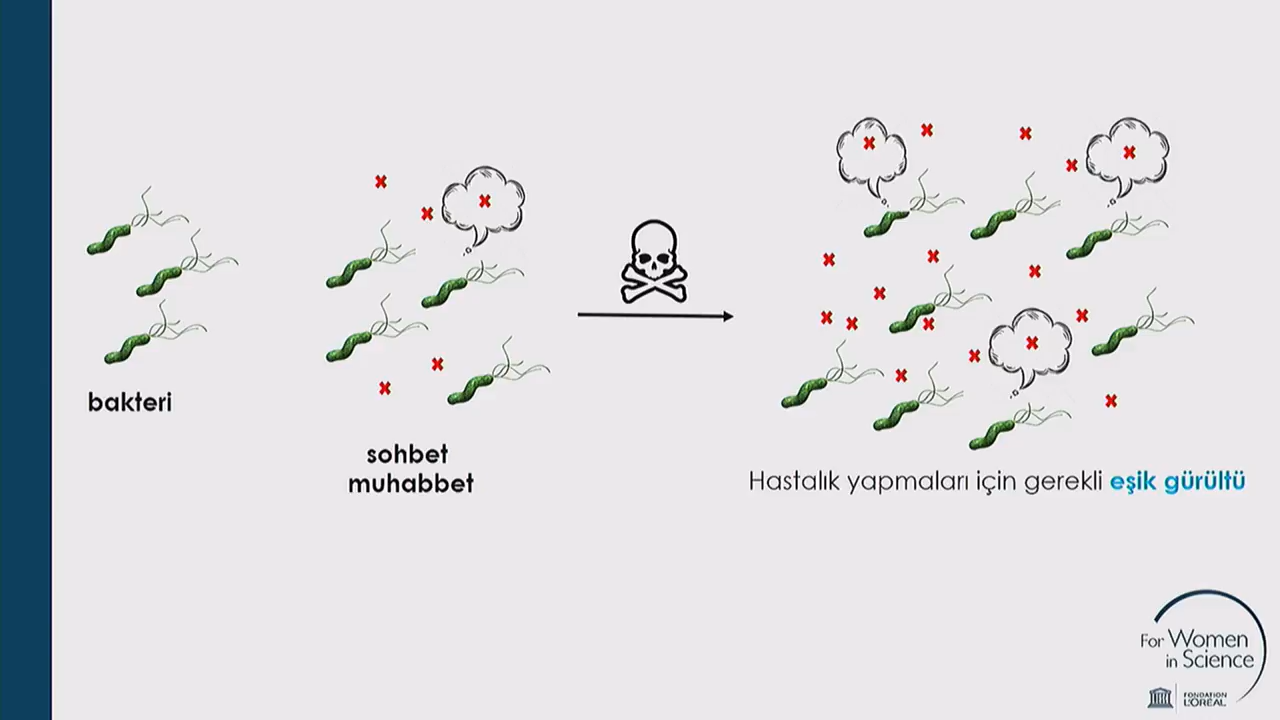 bakteri
sohbet
muhabbet
Hastalık yapmaları için gerekli eşik gürültü
For Women
in Science
FONDATION
L'ORÉAL